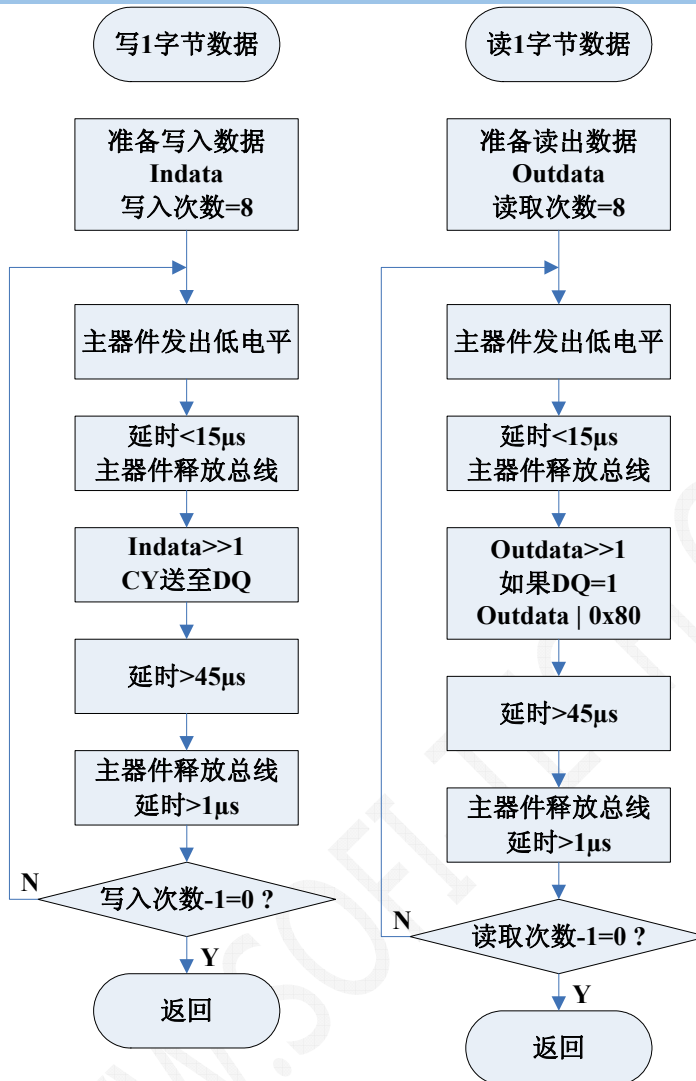 写1字节数据
准备写入数据
Indata
写入次数=8
主器件发出低电平
延时<15μs
主器件释放总线
Indata>>1
CY送至DQ
延时>45μs
主器件释放总线
延时>1μs
N
写入次数-1=0 ?
Y
返回
读1字节数据
准备读出数据
Outdata
读取次数=8
主器件发出低电平
延时<15μs
主器件释放总线
Outdata>>1
如果DQ=1
Outdata | 0x80
延时>45μs
主器件释放总线
延时>1μs
N
读取次数-1=0 ?
Y
返回